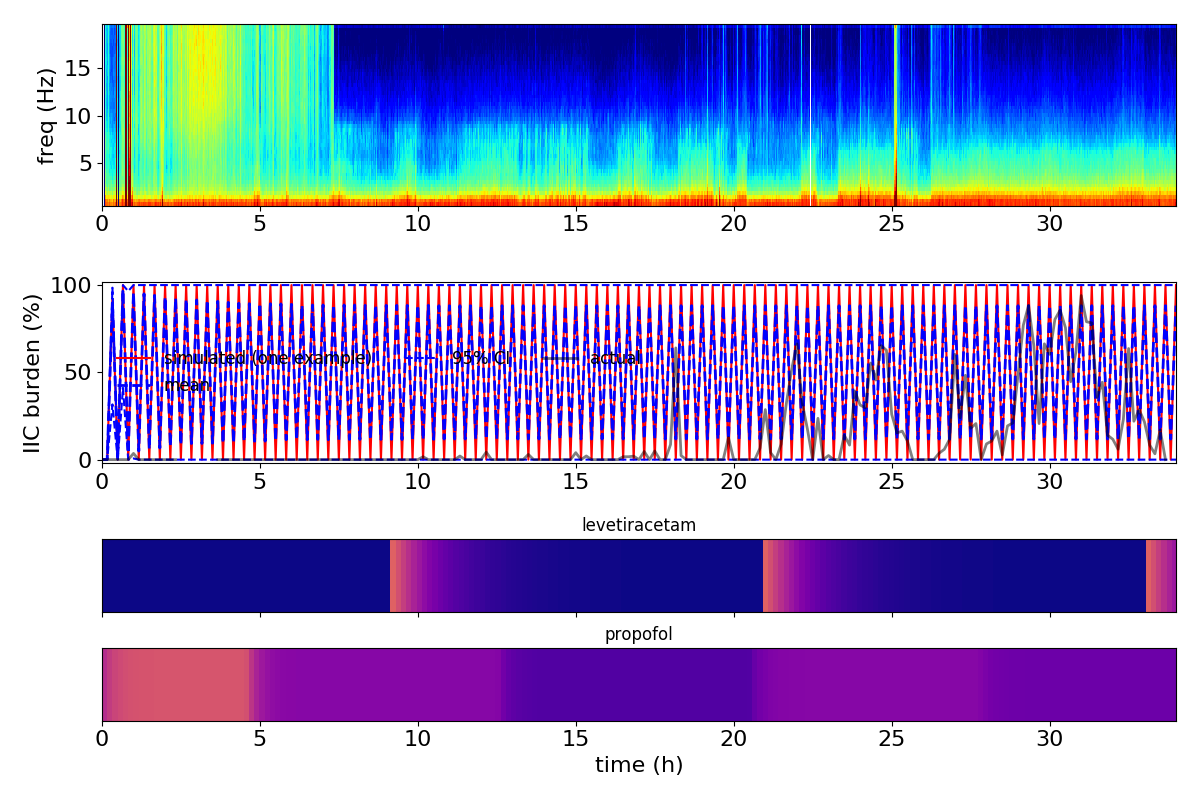 freq (Hz)
15
10
5
0 5 10 15 20 25 30
IIC burden (%)
100
50
0
simulated (one example) 95% CI actual
mean
0 5 10 15 20 25 30
levetiracetam
propofol
0 5 10 15 20 25 30
time (h)